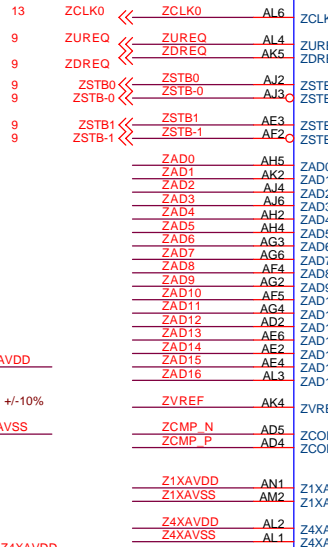 13 ZCLK0 ZCLK0 AL6 ZCLK
9 ZUREQ ZUREQ AL4 ZURE
9 ZDREQ ZDREQ AK5 ZDRE
9 ZSTB0 ZSTB0 AJ2 ZSTB
9 ZSTB-0 ZSTB-0 AJ3 ZSTB
9 ZSTB1 ZSTB1 AE3 ZSTB
9 ZSTB-1 ZSTB-1 AF2 ZSTB
ZAD0 AH5 ZAD0
ZAD1 AK2 ZAD1
ZAD2 AJ4 ZAD2
ZAD3 AJ6 ZAD3
ZAD4 AH2 ZAD4
ZAD5 AH4 ZAD5
ZAD6 AG3 ZAD6
ZAD7 AG6 ZAD7
ZAD8 AF4 ZAD8
ZAD9 AG2 ZAD9
ZAD10 AF5 ZAD1
ZAD11 AG4 ZAD1
ZAD12 AD2 ZAD1
ZAD13 AE6 ZAD1
ZAD14 AE2 ZAD1
AVDD ZAD15 AE4 ZAD1
ZAD16 AL3 ZAD1
+/-10% ZVREF AK4 ZVRE
AVSS ZCMP_N AD5 ZCO
ZCMP_P AD4 ZCO
Z1XAVDD AN1 Z1XA
Z1XAVSS AM2 Z1XA
Z4XAVDD AL2 Z4XA
Z4XAVSS AL1 Z4XA
Z4XAVDD